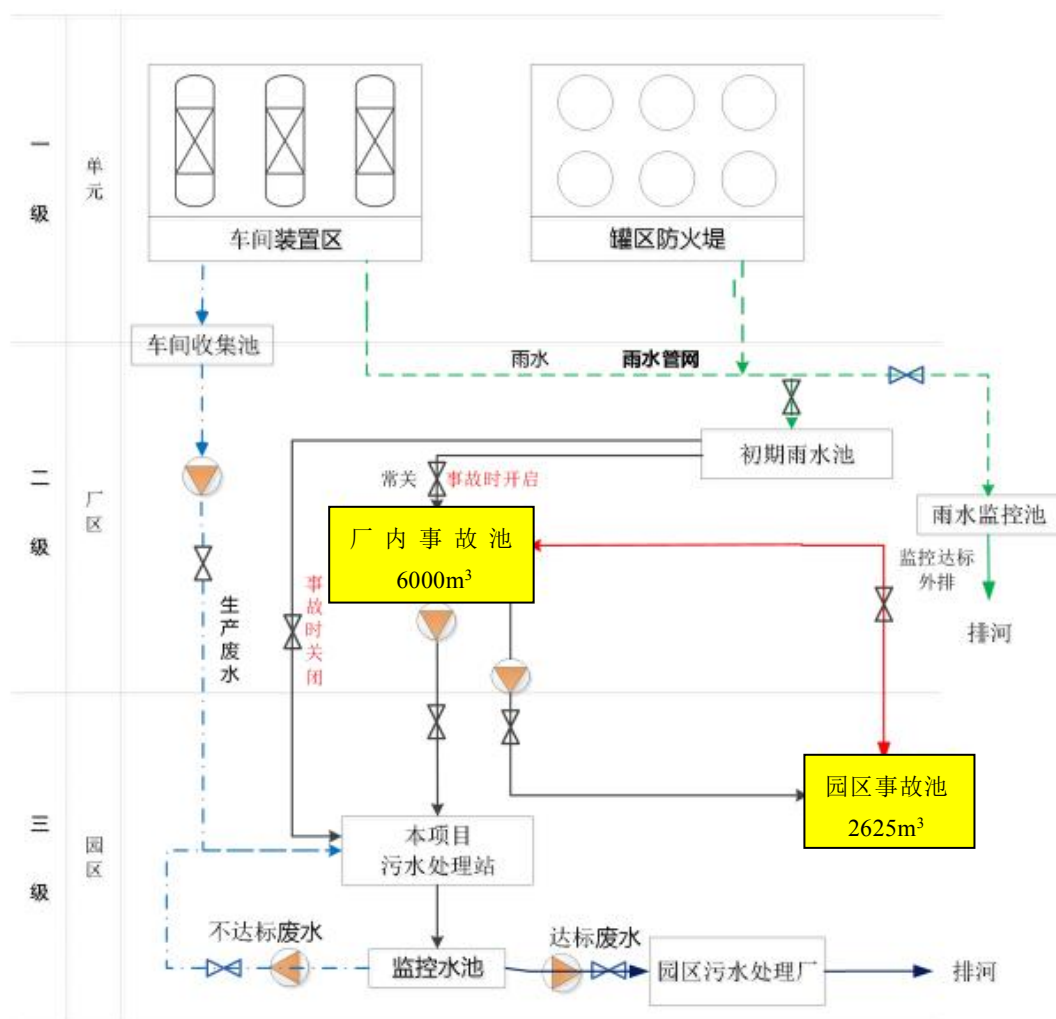 一级
单元
车间装置区
罐区防火堤
车间收集池
雨水
雨水管网
二级
厂区
初期雨水池
常关
事故时开启
厂内事故池
6000m³
雨水监控池
监控达标
外排
排河
生产废水
事故时关闭
三级
园区
园区事故池
2625m³
本项目
污水处理站
不达标废水
监控水池
达标废水
园区污水处理厂
排河